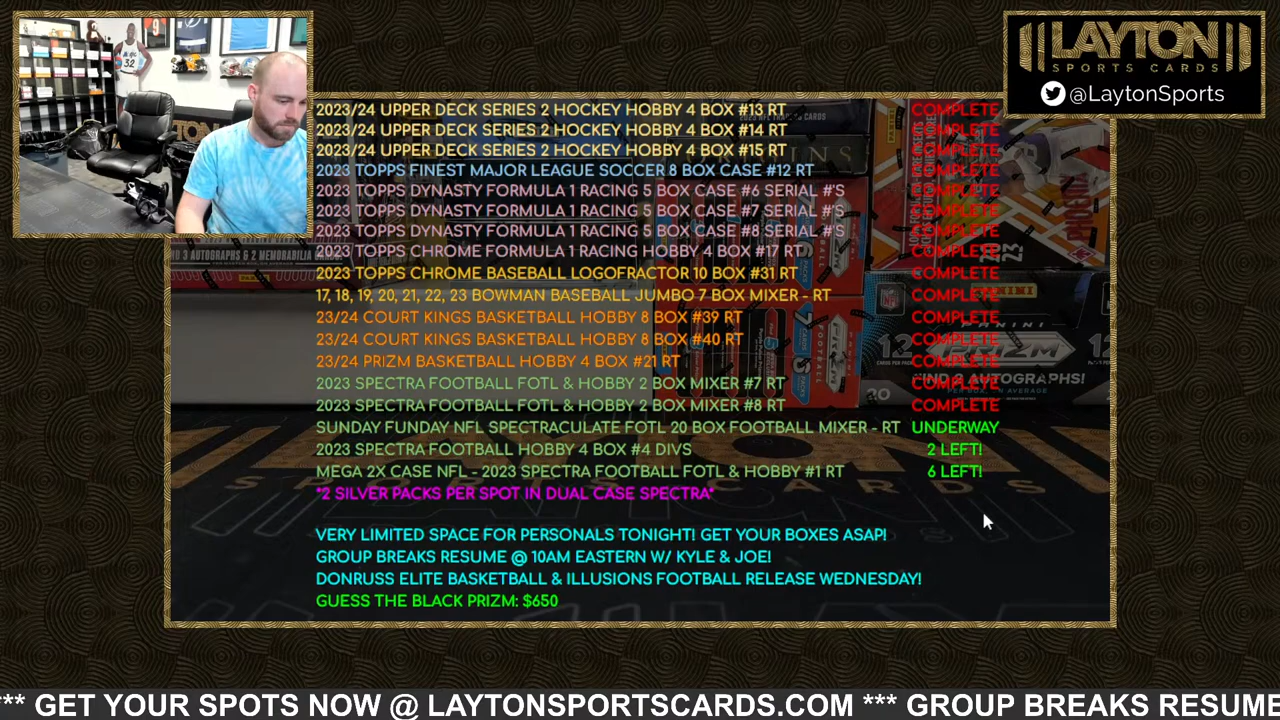 LAYTON
SPORTS CARDS
@LaytonSports
32
2023/24 UPPER DECK SERIES 2 HOCKEY HOBBY 4 BOX #13 RT COMPLETE
2023/24 UPPER DECK SERIES 2 HOCKEY HOBBY 4 BOX #14 RT COMPLETE
2023/24 UPPER DECK SERIES 2 HOCKEY HOBBY 4 BOX #15 RT COMPLETE
2023 TOPPS FINEST MAJOR LEAGUE SOCCER 8 BOX CASE #12 RT COMPLETE
2023 TOPPS DYNASTY FORMULA 1 RACING 5 BOX CASE #6 SERIAL #'S COMPLETE
2023 TOPPS DYNASTY FORMULA 1 RACING 5 BOX CASE #7 SERIAL #'S COMPLETE
2023 TOPPS DYNASTY FORMULA 1 RACING 5 BOX CASE #8 SERIAL #'S COMPLETE
2023 TOPPS CHROME FORMULA 1 RACING HOBBY 4 BOX #17 RT COMPLETE
2023 TOPPS CHROME BASEBALL LOGOFRACTOR 10 BOX #31 RT COMPLETE
17, 18, 19, 20, 21, 22, 23 BOWMAN BASEBALL JUMBO 7 BOX MIXER - RT COMPLETE
23/24 COURT KINGS BASKETBALL HOBBY 8 BOX #39 RT COMPLETE
23/24 COURT KINGS BASKETBALL HOBBY 8 BOX #40 RT COMPLETE
23/24 PRIZM BASKETBALL HOBBY 4 BOX #21 RT COMPLETE
2023 SPECTRA FOOTBALL FOTL & HOBBY 2 BOX MIXER #7 RT COMPLETE
2023 SPECTRA FOOTBALL FOTL & HOBBY 2 BOX MIXER #8 RT COMPLETE
SUNDAY FUNDAY NFL SPECTRACULATE FOTL 20 BOX FOOTBALL MIXER - RT UNDERWAY
2023 SPECTRA FOOTBALL HOBBY 4 BOX #4 DIVS 2 LEFT!
MEGA 2X CASE NFL - 2023 SPECTRA FOOTBALL FOTL & HOBBY #1 RT 6 LEFT!
*2 SILVER PACKS PER SPOT IN DUAL CASE SPECTRA*
VERY LIMITED SPACE FOR PERSONALS TONIGHT! GET YOUR BOXES ASAP!
GROUP BREAKS RESUME @ 10AM EASTERN W/ KYLE & JOE!
DONRUSS ELITE BASKETBALL & ILLUSIONS FOOTBALL RELEASE WEDNESDAY!
GUESS THE BLACK PRIZM: $650
*** GET YOUR SPOTS NOW @ LAYTONSPORTSCARDS.COM *** GROUP BREAKS RESUME